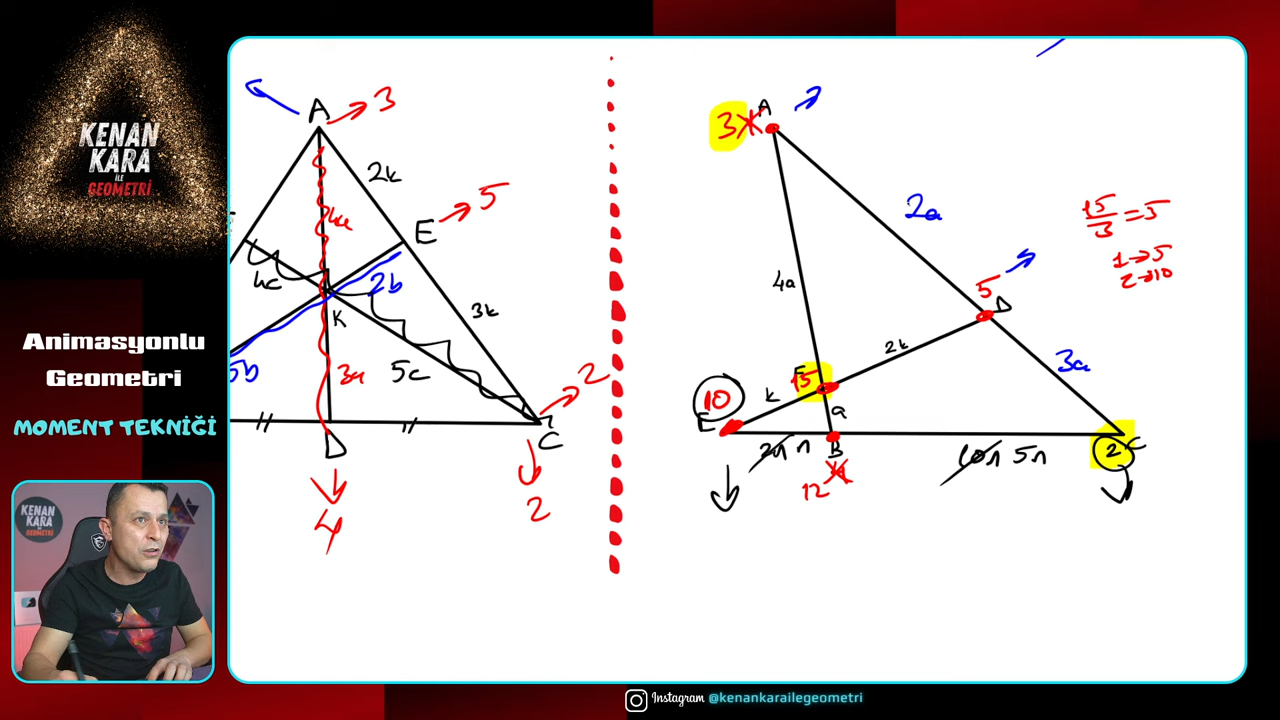 KENAN
KARA
İLE
GEOMETRİ
Animasyonlu
Geometri
MOMENT TEKNİĞİ
KENAN
KARA
GEOMETRİ
A
3
2k
E
5
4a
4c
2b
K
3k
5b
3a
5c
2
D
C
4
2
3
A
2a
15/3 = 5
1→5
2→10
4a
5
D
2k
3a
F
15
10
k
E
a
2n
n
B
10n
5n
2
C
12
Instagram @kenankarailegeometri